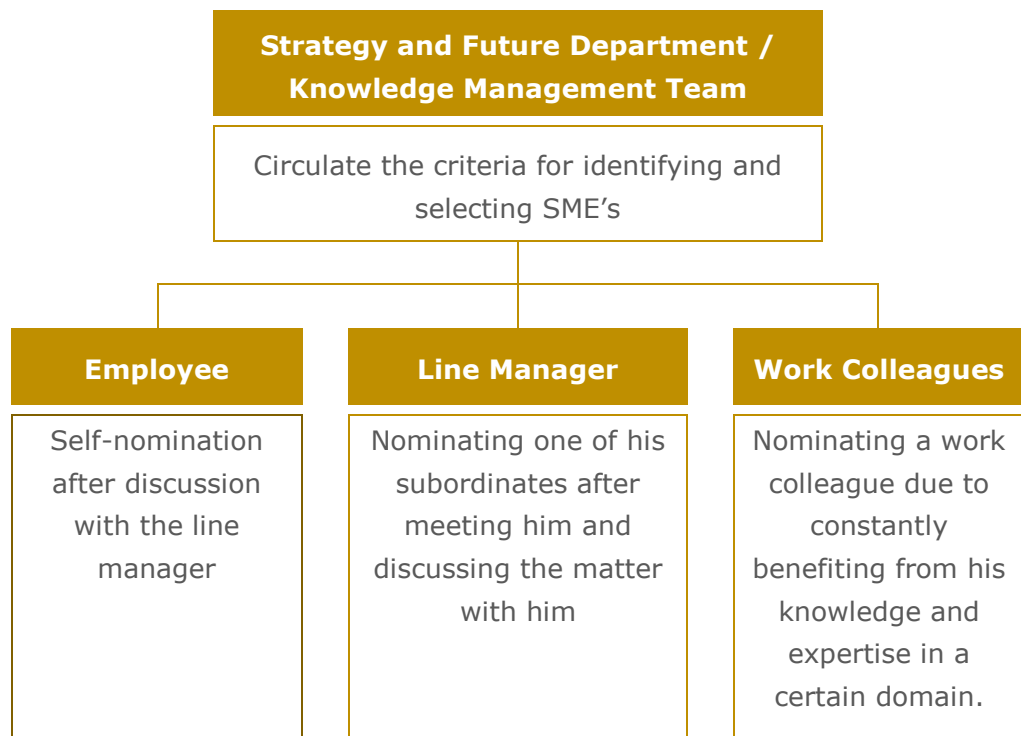 Strategy and Future Department /
Knowledge Management Team
Circulate the criteria for identifying and
selecting SME’s
Employee
Self-nomination
after discussion
with the line
manager
Line Manager
Nominating one of his
subordinates after
meeting him and
discussing the matter
with him
Work Colleagues
Nominating a work
colleague due to
constantly
benefiting from his
knowledge and
expertise in a
certain domain.